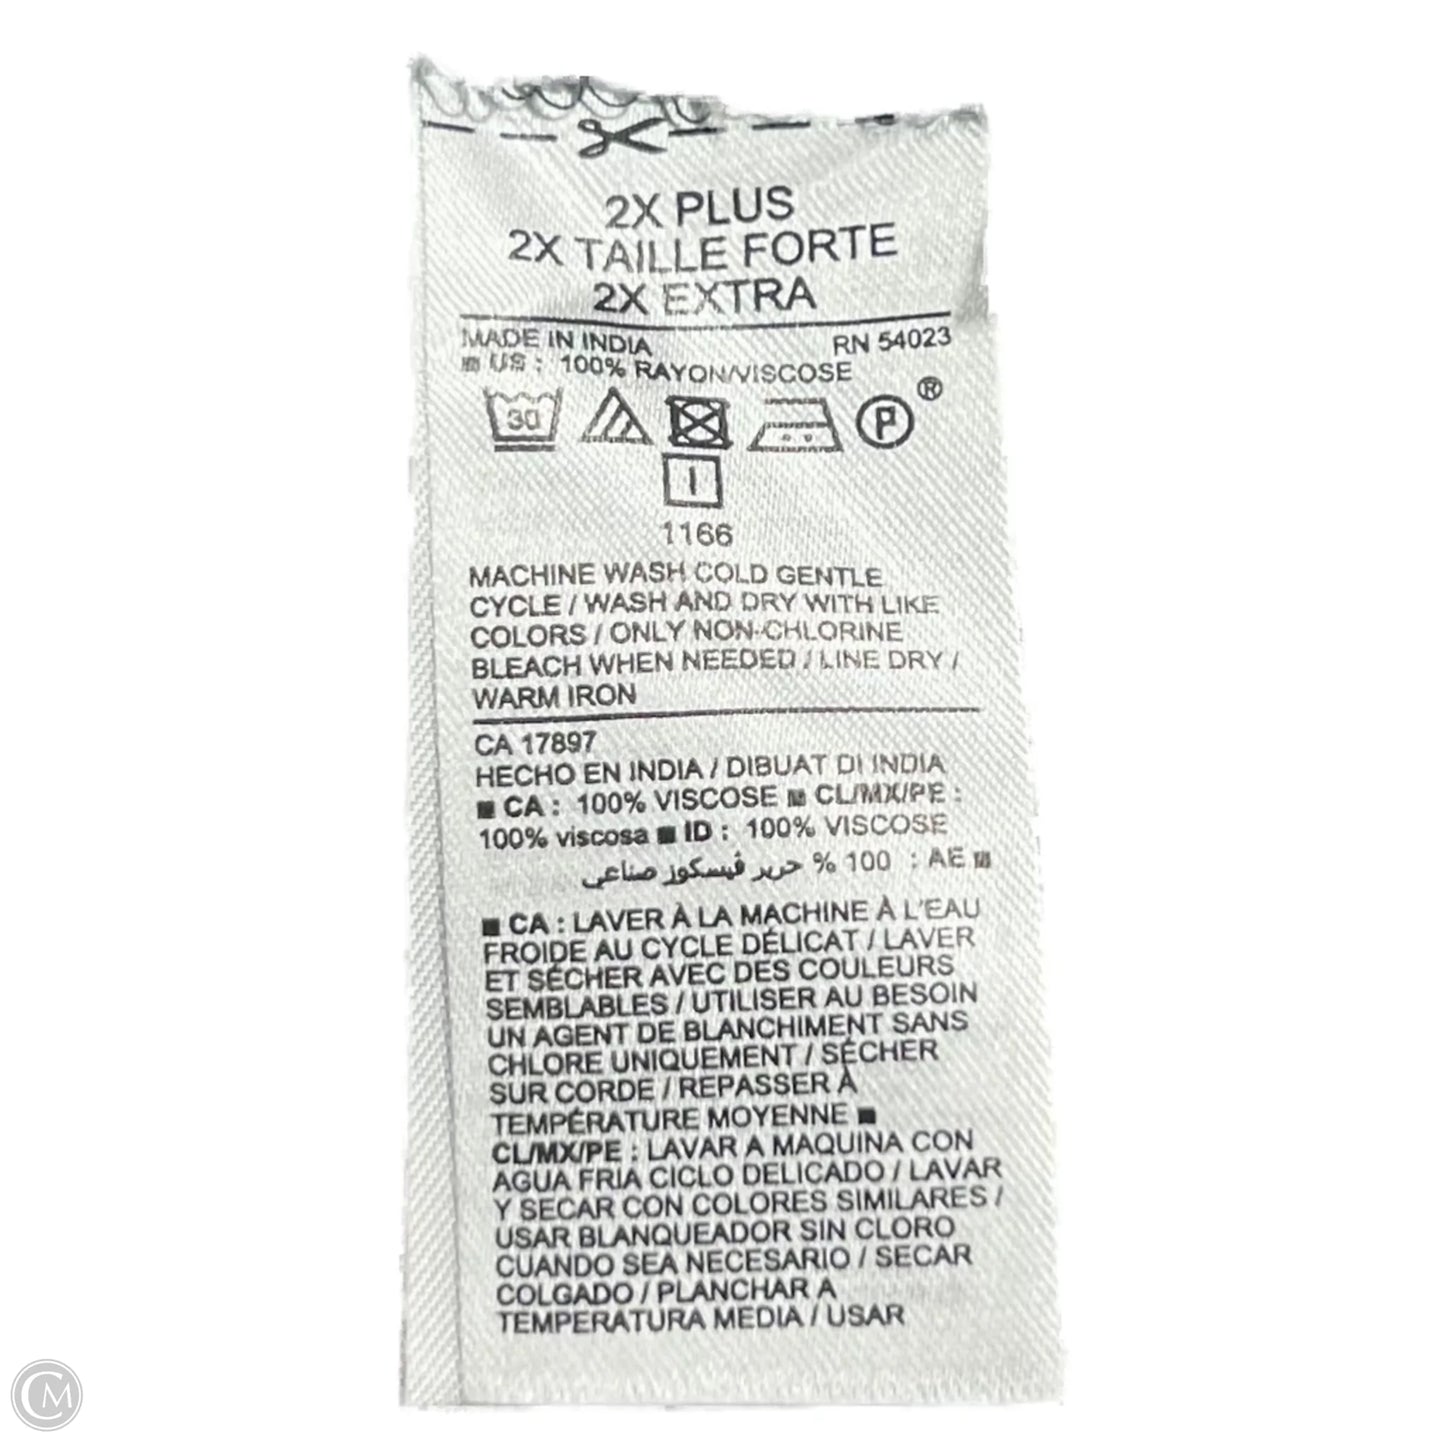 2X PLUS
2X TAILLE FORTE
2X EXTRA
MADE IN INDIA RN 54023
■ US : 100% RAYON/VISCOSE
30 P ®
I
1166
MACHINE WASH COLD GENTLE
CYCLE / WASH AND DRY WITH LIKE
COLORS / ONLY NON-CHLORINE
BLEACH WHEN NEEDED / LINE DRY /
WARM IRON
CA 17897
HECHO EN INDIA / DIBUAT DI INDIA
■ CA : 100% VISCOSE ■ CL/MX/PE :
100% viscosa ■ ID : 100% VISCOSE
■ AE : 100 % حرير ڤيسكوز صناعي
■ CA : LAVER À LA MACHINE À L'EAU
FROIDE AU CYCLE DÉLICAT / LAVER
ET SÉCHER AVEC DES COULEURS
SEMBLABLES / UTILISER AU BESOIN
UN AGENT DE BLANCHIMENT SANS
CHLORE UNIQUEMENT / SÉCHER
SUR CORDE / REPASSER À
TEMPÉRATURE MOYENNE ■
CL/MX/PE : LAVAR A MAQUINA CON
AGUA FRIA CICLO DELICADO / LAVAR
Y SECAR CON COLORES SIMILARES /
USAR BLANQUEADOR SIN CLORO
CUANDO SEA NECESARIO / SECAR
COLGADO / PLANCHAR A
TEMPERATURA MEDIA / USAR
CM